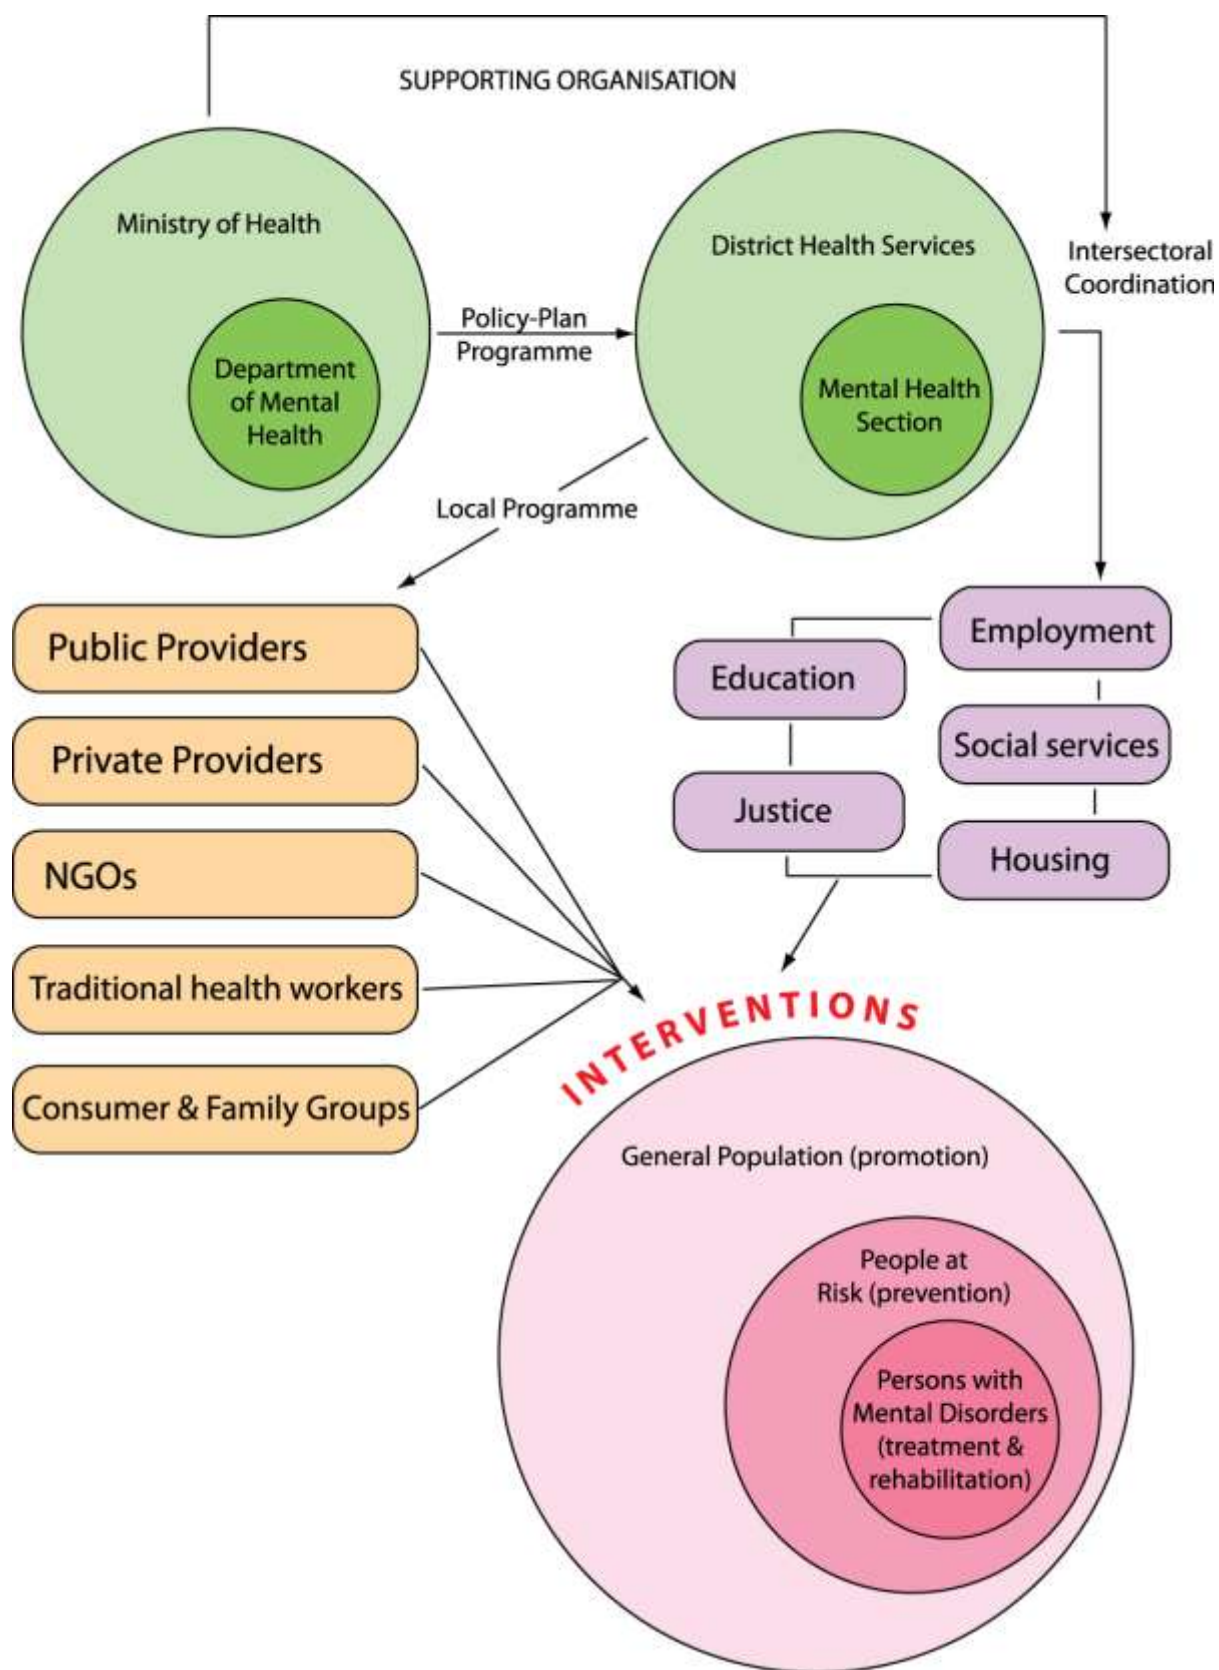 SUPPORTING ORGANISATION
Ministry of Health
Department
of Mental
Health
Policy-Plan
Programme
District Health Services
Mental Health
Section
Intersectoral
Coordination
Local Programme
Public Providers
Private Providers
NGOs
Traditional health workers
Consumer & Family Groups
Education
Justice
Employment
Social services
Housing
INTERVENTIONS
General Population (promotion)
People at
Risk (prevention)
Persons with
Mental Disorders
(treatment &
rehabilitation)